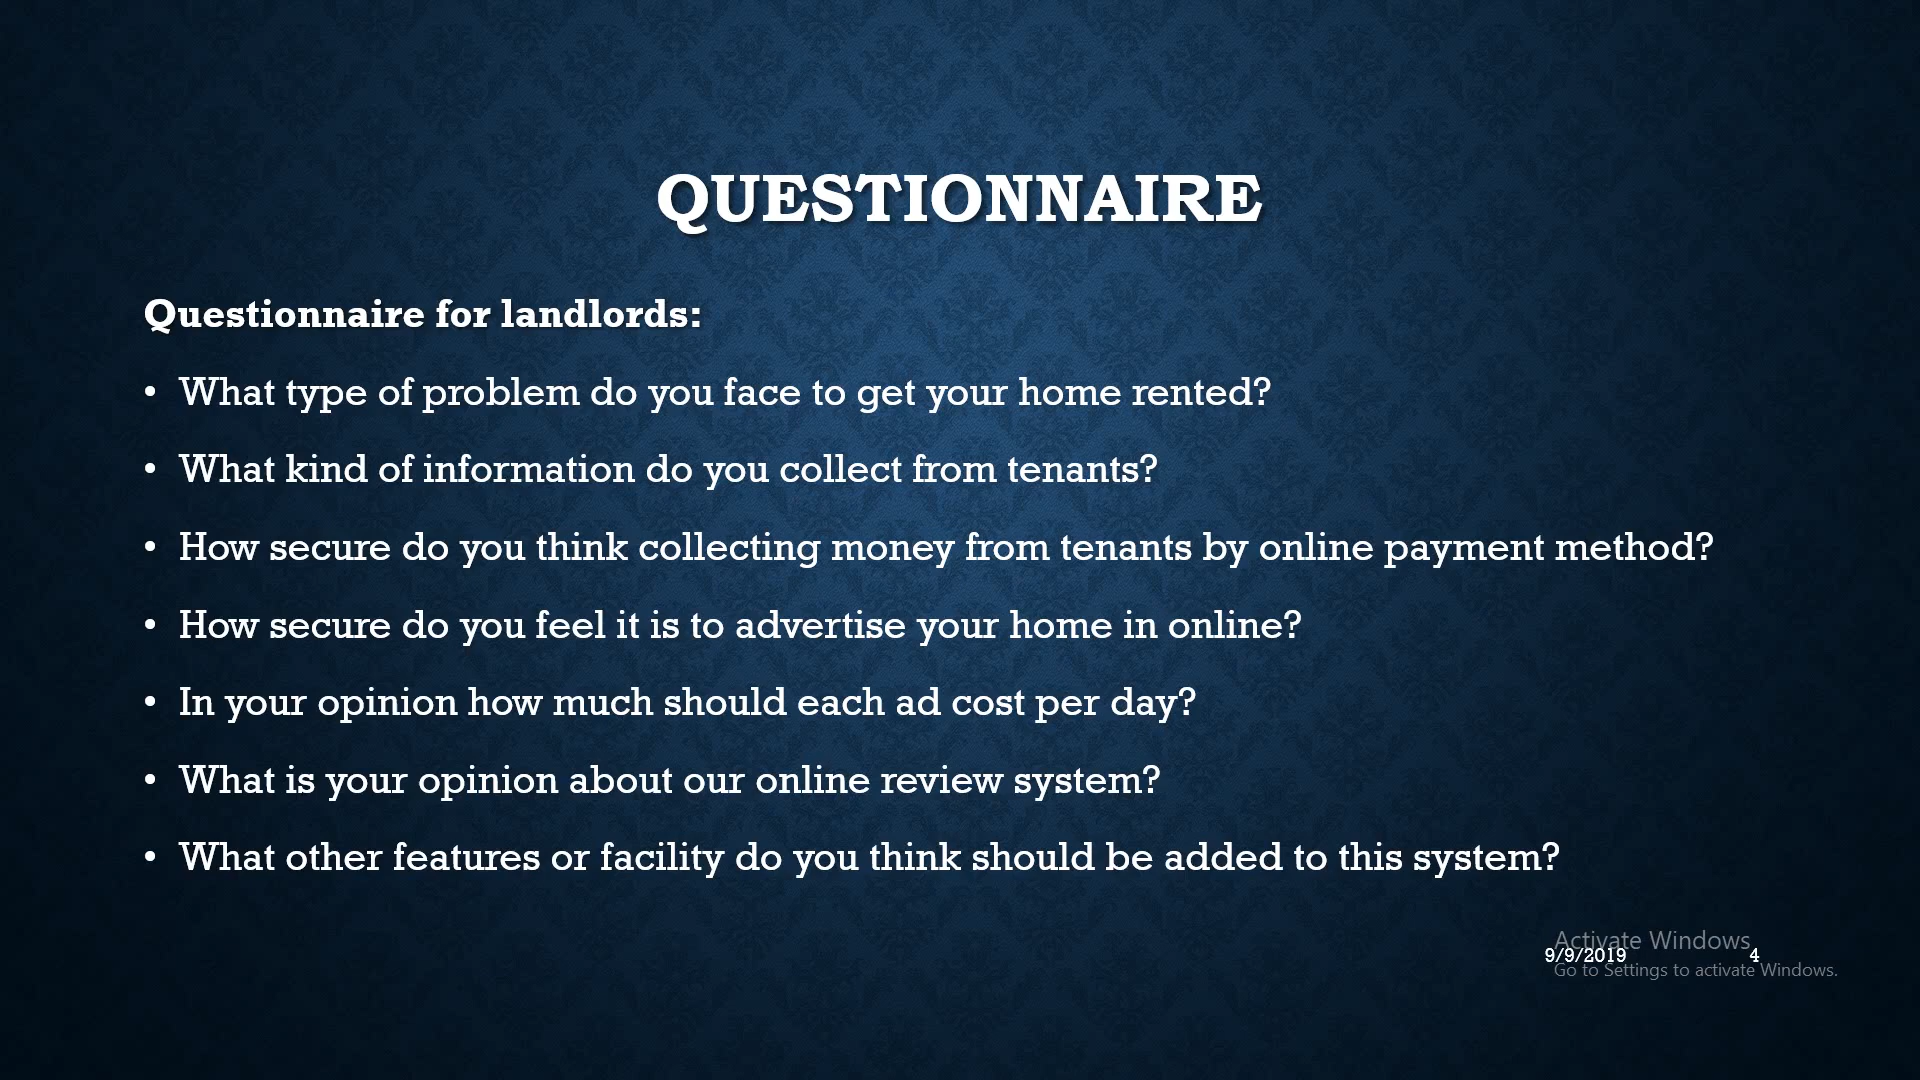 QUESTIONNAIRE
Questionnaire for landlords:
• What type of problem do you face to get your home rented?
• What kind of information do you collect from tenants?
• How secure do you think collecting money from tenants by online payment method?
• How secure do you feel it is to advertise your home in online?
• In your opinion how much should each ad cost per day?
• What is your opinion about our online review system?
• What other features or facility do you think should be added to this system?
Activate Windows
9/9/2019 4
Go to Settings to activate Windows.